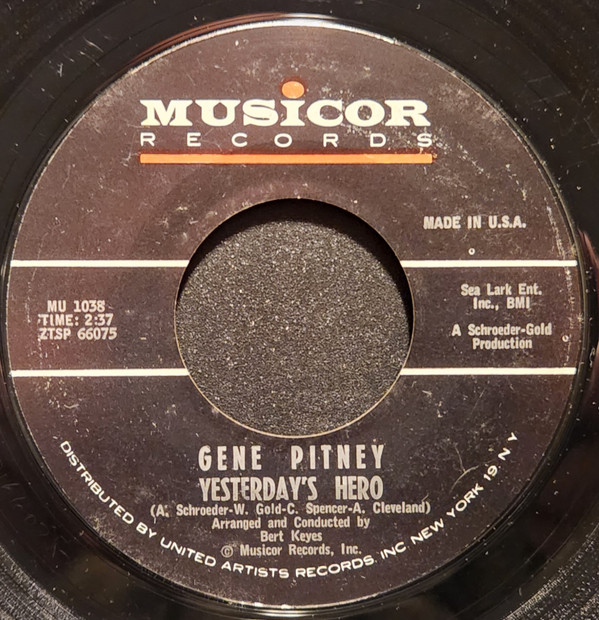 MUSiCOR
RECORDS
MADE IN U.S.A.
MU 1038
TIME: 2:37
ZTSP 66075
Sea Lark Ent.
Inc., BMI
A Schroeder-Gold
Production
GENE PITNEY
YESTERDAY'S HERO
(A. Schroeder-W. Gold-C. Spencer-A. Cleveland)
Arranged and Conducted by
Bert Keyes
© Musicor Records, Inc.
DISTRIBUTED BY UNITED ARTISTS RECORDS, INC NEW YORK 19 N Y